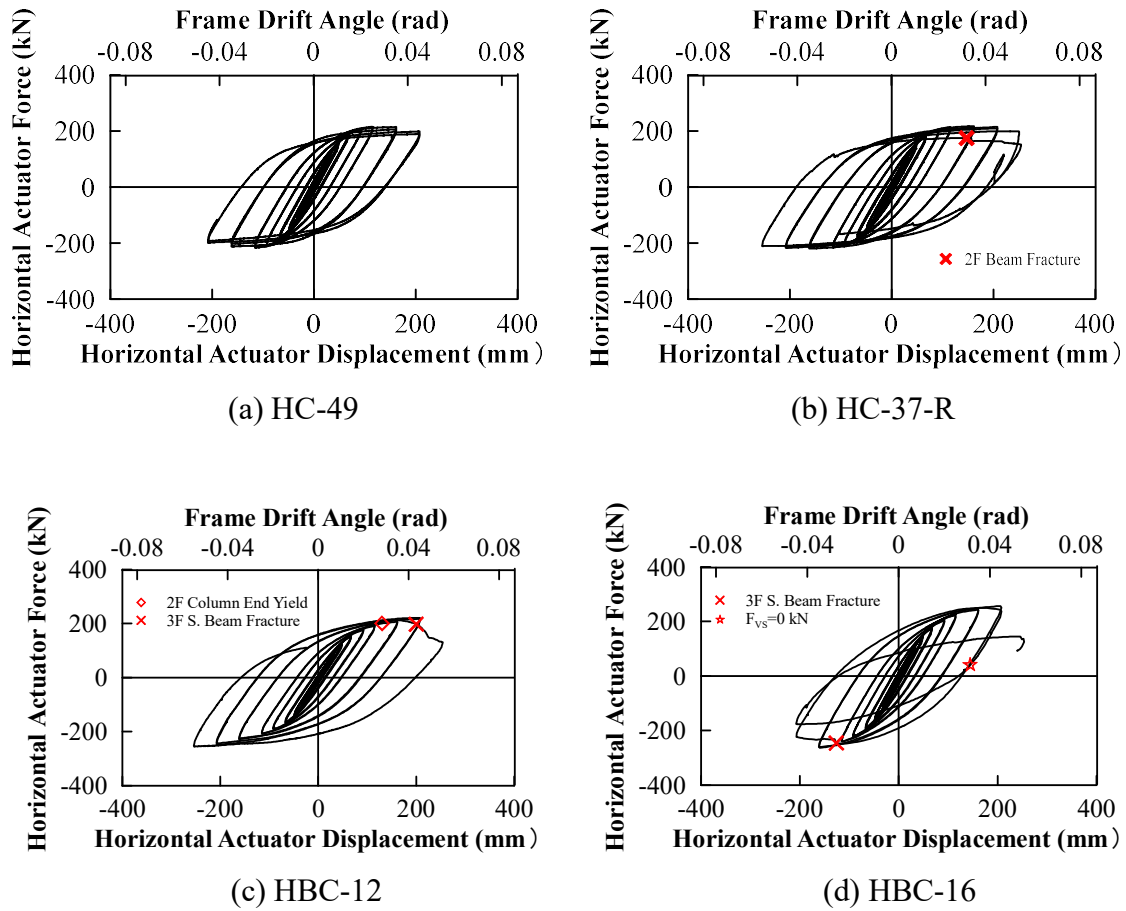 Frame Drift Angle (rad)
-0.08 -0.04 0 0.04 0.08
Horizontal Actuator Force (kN)
400
200
0
-200
-400
-400 -200 0 200 400
Horizontal Actuator Displacement (mm)
(a) HC-49
Frame Drift Angle (rad)
-0.08 -0.04 0 0.04 0.08
Horizontal Actuator Force (kN)
400
200
0
-200
-400
2F Beam Fracture
-400 -200 0 200 400
Horizontal Actuator Displacement (mm)
(b) HC-37-R
Frame Drift Angle (rad)
-0.08 -0.04 0 0.04 0.08
Horizontal Actuator Force (kN)
400
200
0
-200
-400
2F Column End Yield
3F S. Beam Fracture
-400 -200 0 200 400
Horizontal Actuator Displacement (mm)
(c) HBC-12
Frame Drift Angle (rad)
-0.08 -0.04 0 0.04 0.08
Horizontal Actuator Force (kN)
400
200
0
-200
-400
3F S. Beam Fracture
FVS=0 kN
-400 -200 0 200 400
Horizontal Actuator Displacement (mm)
(d) HBC-16